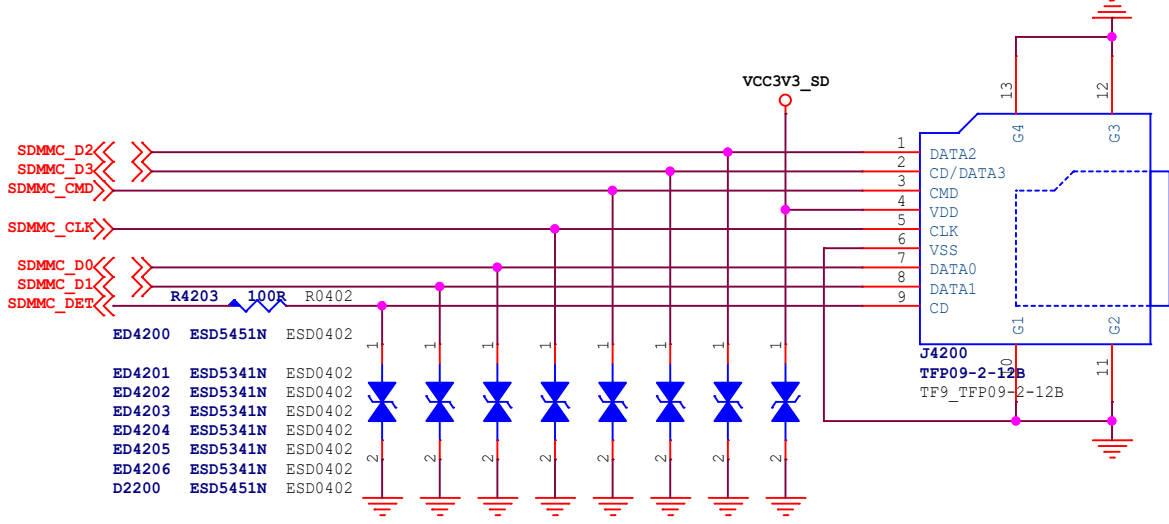 13
12
G4
G3
VCC3V3_SD
SDMMC_D2
1
DATA2
SDMMC_D3
2
CD/DATA3
SDMMC_CMD
3
CMD
4
VDD
SDMMC_CLK
5
CLK
6
VSS
SDMMC_D0
7
DATA0
SDMMC_D1
8
DATA1
SDMMC_DET
R4203 100R R0402
9
CD
G1
G2
10
11
J4200
TFP09-2-12B
TF9_TFP09-2-12B
ED4200 ESD5451N ESD0402
ED4201 ESD5341N ESD0402
ED4202 ESD5341N ESD0402
ED4203 ESD5341N ESD0402
ED4204 ESD5341N ESD0402
ED4205 ESD5341N ESD0402
ED4206 ESD5341N ESD0402
D2200 ESD5451N ESD0402
1 1 1 1 1 1 1 1
2 2 2 2 2 2 2 2